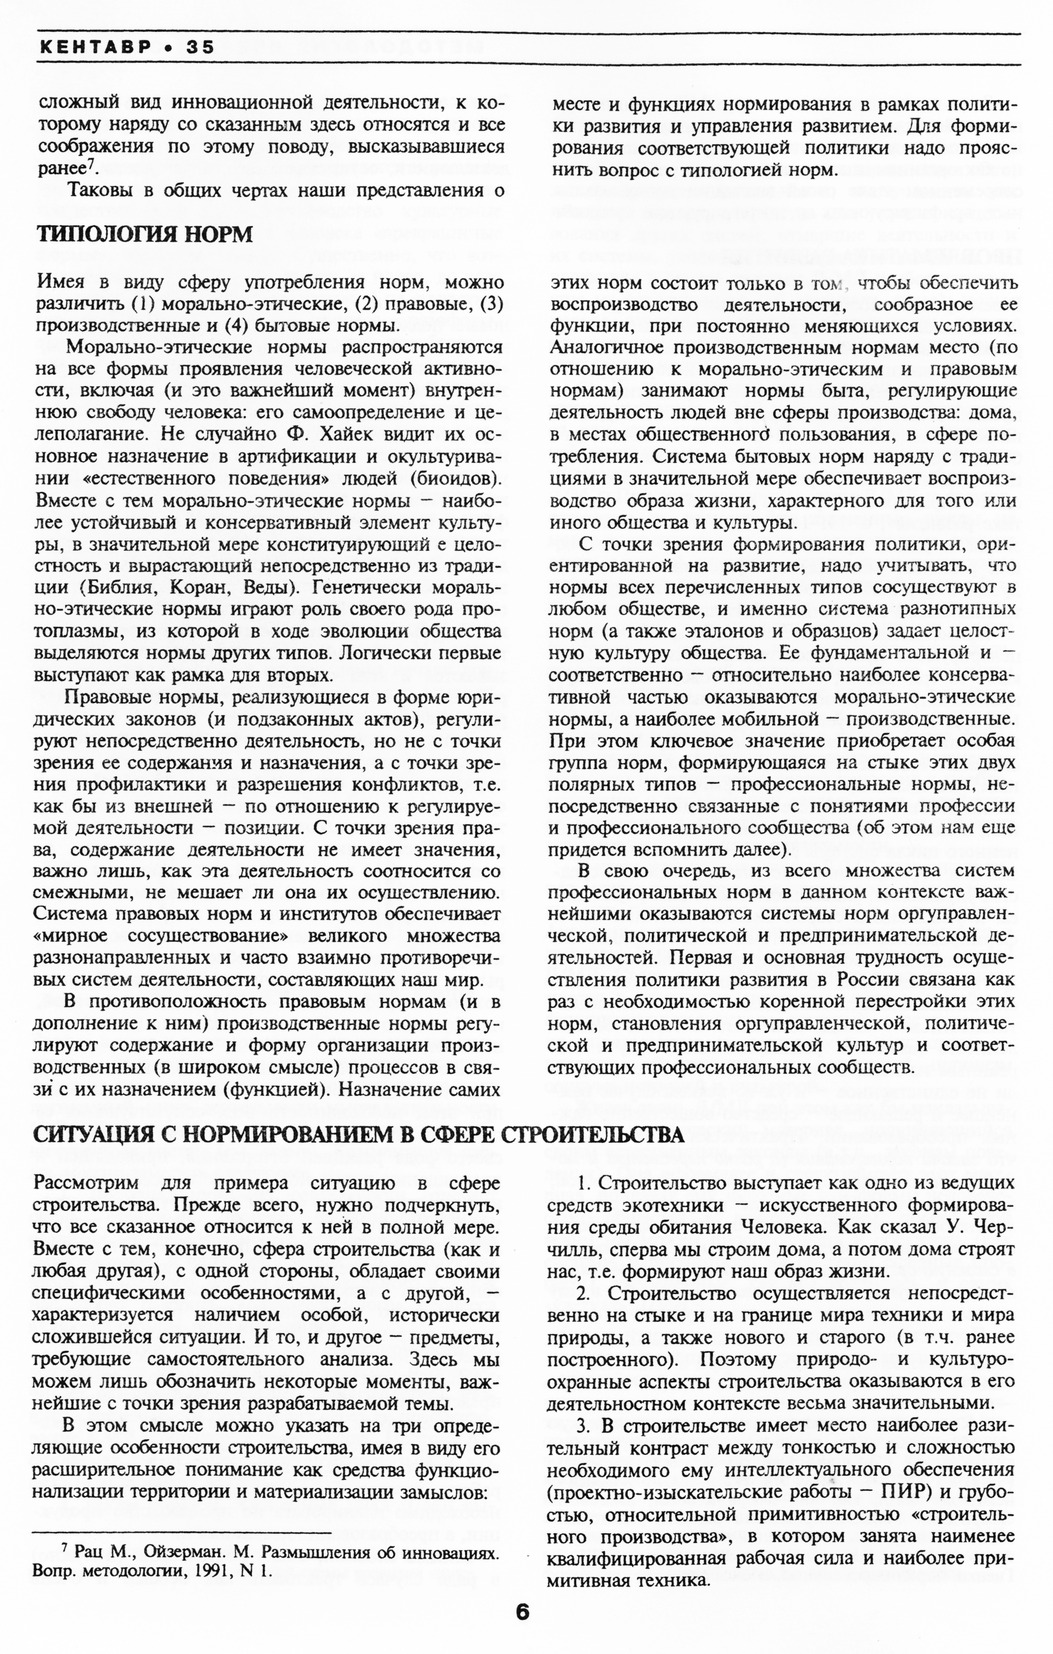 КЕНТАВР • 35
сложный вид инновационной деятельности, к ко-
торому наряду со сказанным здесь относятся и все
соображения по этому поводу, высказывавшиеся
ранее⁷.
Таковы в общих чертах наши представления о
месте и функциях нормирования в рамках полити-
ки развития и управления развитием. Для форми-
рования соответствующей политики надо прояс-
нить вопрос с типологией норм.
ТИПОЛОГИЯ НОРМ
Имея в виду сферу употребления норм, можно
различить (1) морально-этические, (2) правовые, (3)
производственные и (4) бытовые нормы.
Морально-этические нормы распространяются
на все формы проявления человеческой активно-
сти, включая (и это важнейший момент) внутрен-
нюю свободу человека: его самоопределение и це-
леполагание. Не случайно Ф. Хайек видит их ос-
новное назначение в артификации и окультурива-
нии «естественного поведения» людей (биоидов).
Вместе с тем морально-этические нормы — наибо-
лее устойчивый и консервативный элемент культу-
ры, в значительной мере конституирующий е цело-
стность и вырастающий непосредственно из тради-
ции (Библия, Коран, Веды). Генетически мораль-
но-этические нормы играют роль своего рода про-
топлазмы, из которой в ходе эволюции общества
выделяются нормы других типов. Логически первые
выступают как рамка для вторых.
Правовые нормы, реализующиеся в форме юри-
дических законов (и подзаконных актов), регули-
руют непосредственно деятельность, но не с точки
зрения ее содержания и назначения, а с точки зре-
ния профилактики и разрешения конфликтов, т.е.
как бы из внешней — по отношению к регулируе-
мой деятельности — позиции. С точки зрения пра-
ва, содержание деятельности не имеет значения,
важно лишь, как эта деятельность соотносится со
смежными, не мешает ли она их осуществлению.
Система правовых норм и институтов обеспечивает
«мирное сосуществование» великого множества
разнонаправленных и часто взаимно противоречи-
вых систем деятельности, составляющих наш мир.
В противоположность правовым нормам (и в
дополнение к ним) производственные нормы регу-
лируют содержание и форму организации произ-
водственных (в широком смысле) процессов в свя-
зи с их назначением (функцией). Назначение самих
этих норм состоит только в том, чтобы обеспечить
воспроизводство деятельности, сообразное ее
функции, при постоянно меняющихся условиях.
Аналогичное производственным нормам место (по
отношению к морально-этическим и правовым
нормам) занимают нормы быта, регулирующие
деятельность людей вне сферы производства: дома,
в местах общественного пользования, в сфере по-
требления. Система бытовых норм наряду с тради-
циями в значительной мере обеспечивает воспроиз-
водство образа жизни, характерного для того или
иного общества и культуры.
С точки зрения формирования политики, ори-
ентированной на развитие, надо учитывать, что
нормы всех перечисленных типов сосуществуют в
любом обществе, и именно система разнотипных
норм (а также эталонов и образцов) задает целост-
ную культуру общества. Ее фундаментальной и —
соответственно — относительно наиболее консерва-
тивной частью оказываются морально-этические
нормы, а наиболее мобильной — производственные.
При этом ключевое значение приобретает особая
группа норм, формирующаяся на стыке этих двух
полярных типов — профессиональные нормы, не-
посредственно связанные с понятиями профессии
и профессионального сообщества (об этом нам еще
придется вспомнить далее).
В свою очередь, из всего множества систем
профессиональных норм в данном контексте важ-
нейшими оказываются системы норм оргуправлен-
ческой, политической и предпринимательской де-
ятельностей. Первая и основная трудность осуще-
ствления политики развития в России связана как
раз с необходимостью коренной перестройки этих
норм, становления оргуправленческой, политиче-
ской и предпринимательской культур и соответ-
ствующих профессиональных сообществ.
СИТУАЦИЯ С НОРМИРОВАНИЕМ В СФЕРЕ СТРОИТЕЛЬСТВА
Рассмотрим для примера ситуацию в сфере
строительства. Прежде всего, нужно подчеркнуть,
что все сказанное относится к ней в полной мере.
Вместе с тем, конечно, сфера строительства (как и
любая другая), с одной стороны, обладает своими
специфическими особенностями, а с другой, —
характеризуется наличием особой, исторически
сложившейся ситуации. И то, и другое — предметы,
требующие самостоятельного анализа. Здесь мы
можем лишь обозначить некоторые моменты, важ-
нейшие с точки зрения разрабатываемой темы.
В этом смысле можно указать на три опреде-
ляющие особенности строительства, имея в виду его
расширительное понимание как средства функцио-
нализации территории и материализации замыслов:
⁷ Рац М., Ойзерман. М. Размышления об инновациях.
Вопр. методологии, 1991, N 1.
1. Строительство выступает как одно из ведущих
средств экотехники — искусственного формирова-
ния среды обитания Человека. Как сказал У. Чер-
чилль, сперва мы строим дома, а потом дома строят
нас, т.е. формируют наш образ жизни.
2. Строительство осуществляется непосредст-
венно на стыке и на границе мира техники и мира
природы, а также нового и старого (в т.ч. ранее
построенного). Поэтому природо- и культуро-
охранные аспекты строительства оказываются в его
деятельностном контексте весьма значительными.
3. В строительстве имеет место наиболее рази-
тельный контраст между тонкостью и сложностью
необходимого ему интеллектуального обеспечения
(проектно-изыскательские работы — ПИР) и грубо-
стью, относительной примитивностью «строитель-
ного производства», в котором занята наименее
квалифицированная рабочая сила и наиболее при-
митивная техника.
6